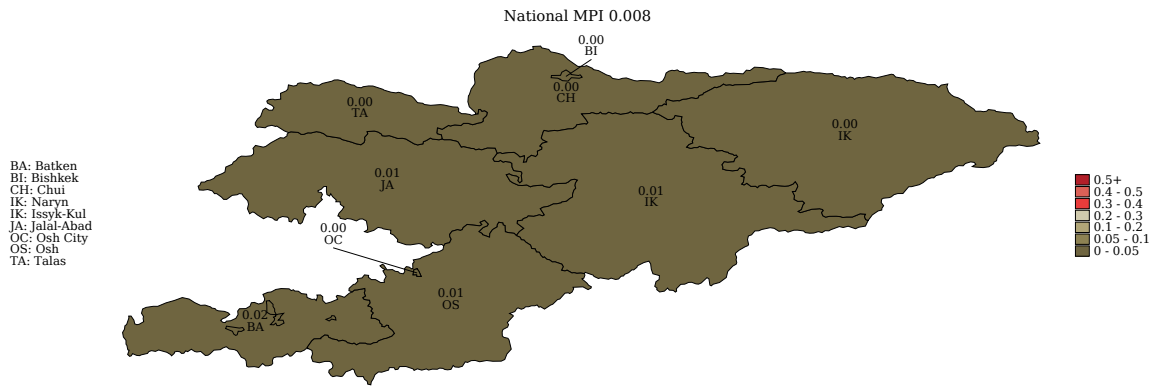 National MPI 0.008
0.00
BI
0.00
CH
0.00
TA
0.00
IK
0.01
JA
0.01
IK
0.00
OC
0.01
OS
0.02
BA
BA: Batken
BI: Bishkek
CH: Chui
IK: Naryn
IK: Issyk-Kul
JA: Jalal-Abad
OC: Osh City
OS: Osh
TA: Talas
0.5+
0.4 - 0.5
0.3 - 0.4
0.2 - 0.3
0.1 - 0.2
0.05 - 0.1
0 - 0.05